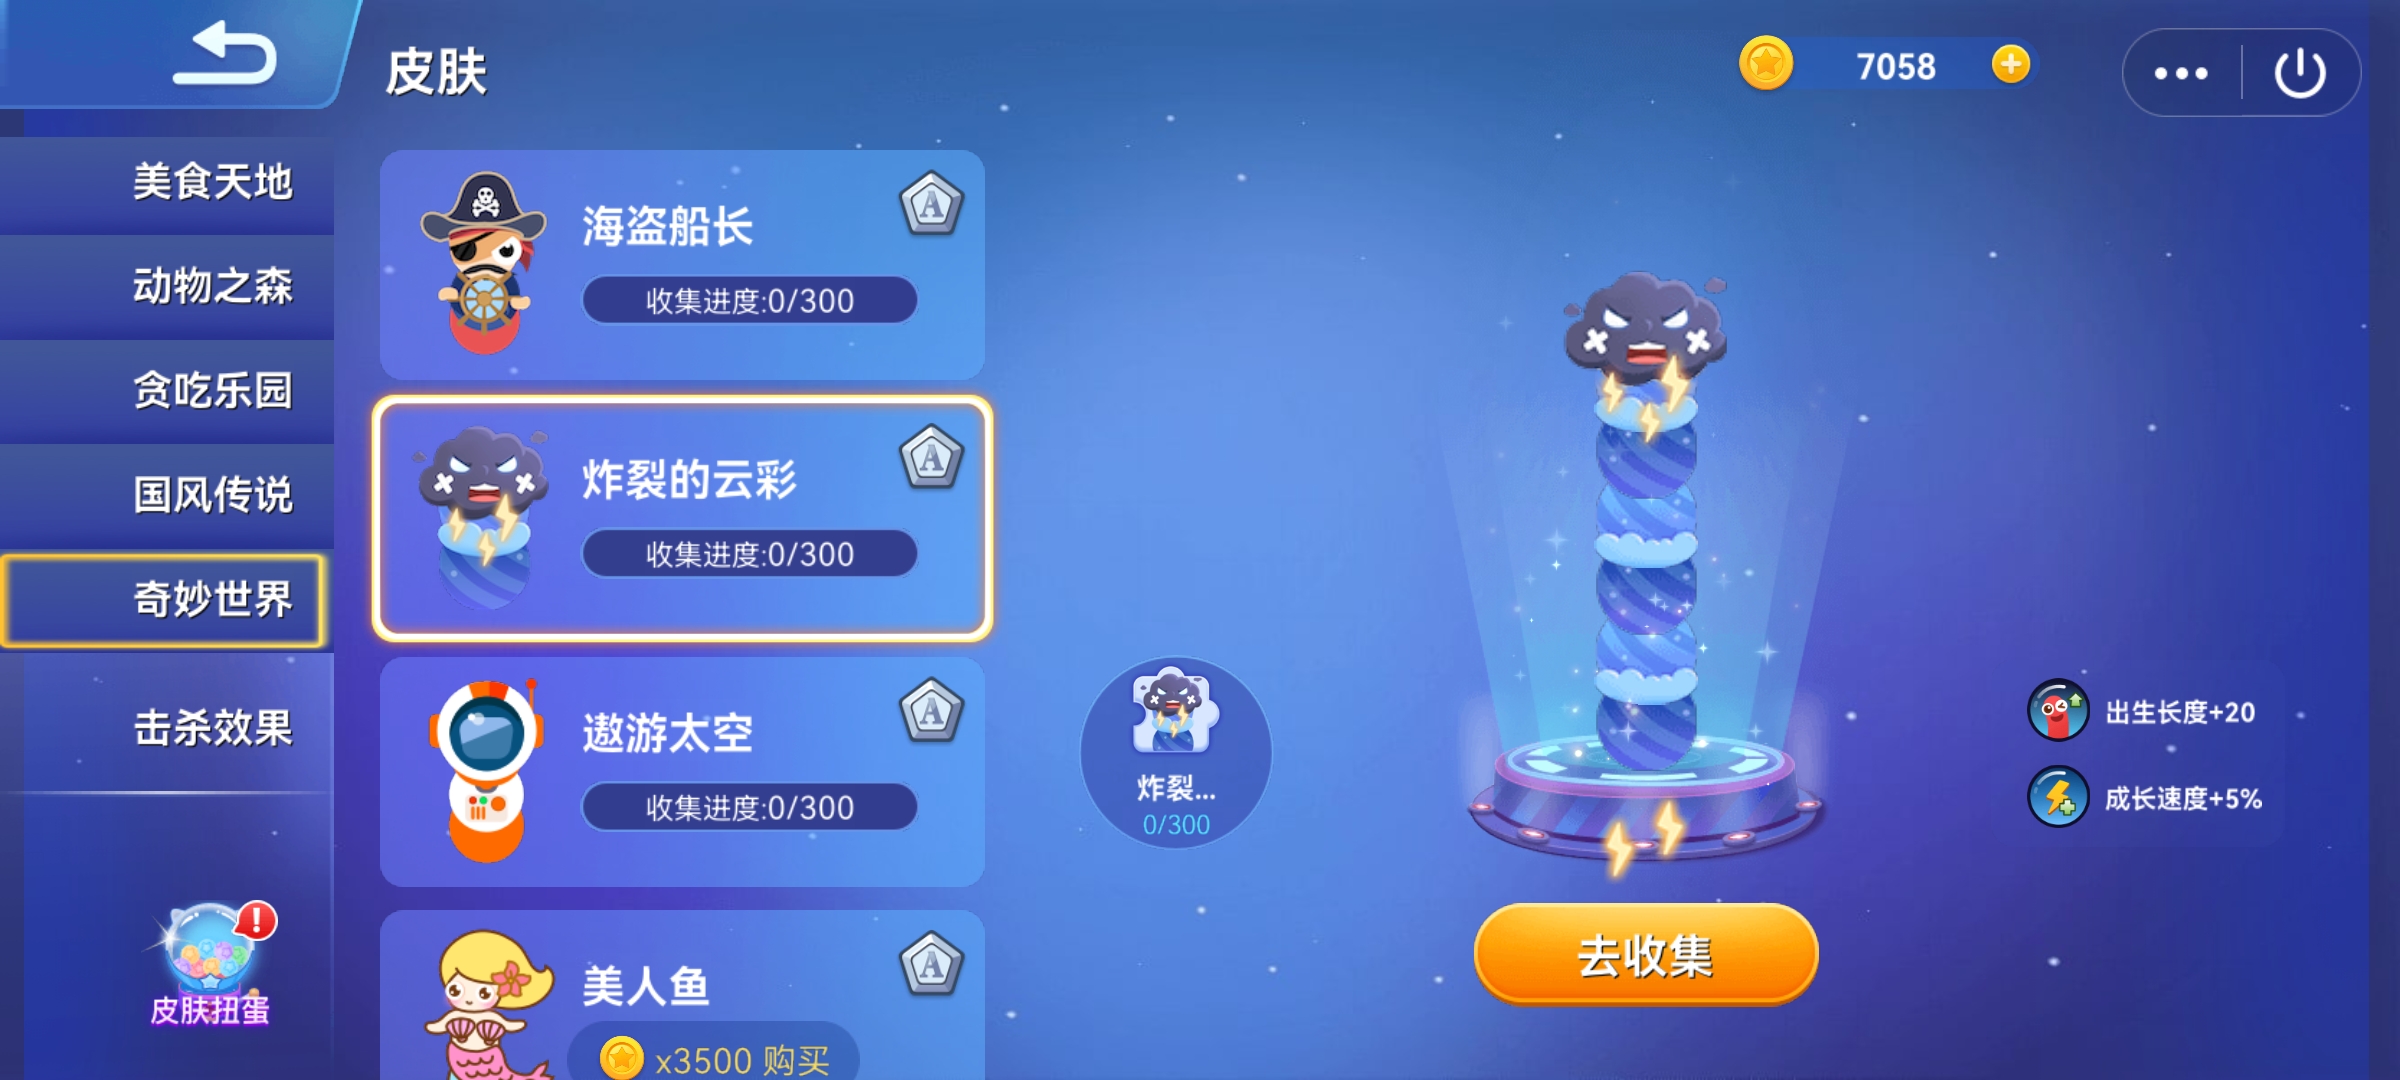 皮肤
7058
美食天地
动物之森
贪吃乐园
国风传说
奇妙世界
击杀效果
皮肤扭蛋
海盗船长
A
收集进度:0/300
炸裂的云彩
A
收集进度:0/300
遨游太空
A
收集进度:0/300
美人鱼
A
x3500 购买
炸裂...
0/300
出生长度+20
成长速度+5%
去收集